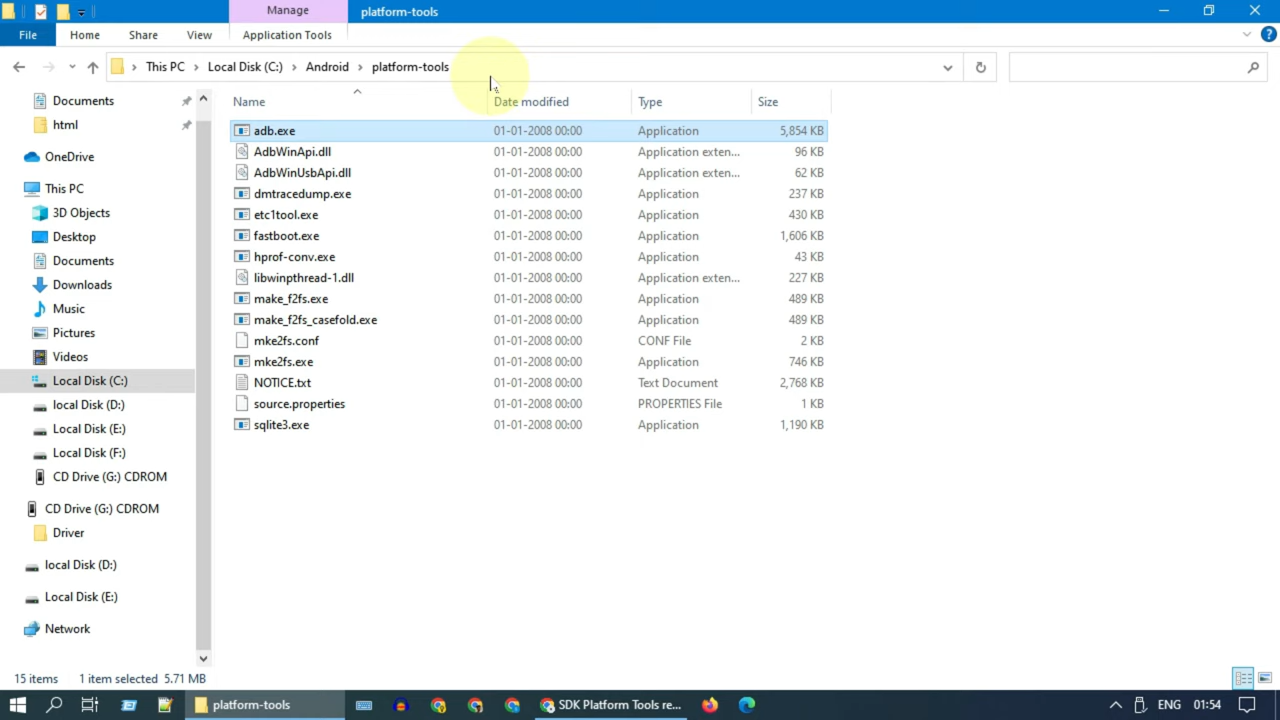 Manage
platform-tools
File
Home
Share
View
Application Tools
This PC
Local Disk (C:)
Android
platform-tools
Name
Date modified
Type
Size
Documents
html
OneDrive
This PC
3D Objects
Desktop
Documents
Downloads
Music
Pictures
Videos
Local Disk (C:)
local Disk (D:)
Local Disk (E:)
Local Disk (F:)
CD Drive (G:) CDROM
CD Drive (G:) CDROM
Driver
local Disk (D:)
Local Disk (E:)
Network
adb.exe 01-01-2008 00:00 Application 5,854 KB
AdbWinApi.dll 01-01-2008 00:00 Application exten... 96 KB
AdbWinUsbApi.dll 01-01-2008 00:00 Application exten... 62 KB
dmtracedump.exe 01-01-2008 00:00 Application 237 KB
etc1tool.exe 01-01-2008 00:00 Application 430 KB
fastboot.exe 01-01-2008 00:00 Application 1,606 KB
hprof-conv.exe 01-01-2008 00:00 Application 43 KB
libwinpthread-1.dll 01-01-2008 00:00 Application exten... 227 KB
make_f2fs.exe 01-01-2008 00:00 Application 489 KB
make_f2fs_casefold.exe 01-01-2008 00:00 Application 489 KB
mke2fs.conf 01-01-2008 00:00 CONF File 2 KB
mke2fs.exe 01-01-2008 00:00 Application 746 KB
NOTICE.txt 01-01-2008 00:00 Text Document 2,768 KB
source.properties 01-01-2008 00:00 PROPERTIES File 1 KB
sqlite3.exe 01-01-2008 00:00 Application 1,190 KB
15 items 1 item selected 5.71 MB
platform-tools
SDK Platform Tools re...
ENG
01:54